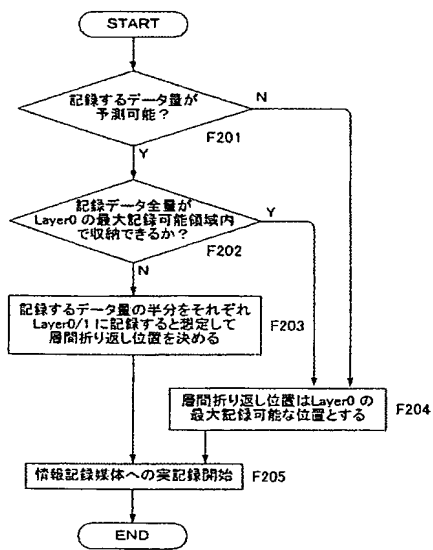 START
記録するデータ量が
予測可能？
N
F201
Y
記録データ全量が
Layer0 の最大記録可能領域内
で収納できるか？
Y
F202
N
記録するデータ量の半分をそれぞれ
Layer0/1 に記録すると想定して
層間折り返し位置を決める
F203
層間折り返し位置はLayer0 の
最大記録可能な位置とする
F204
情報記録媒体への実記録開始
F205
END